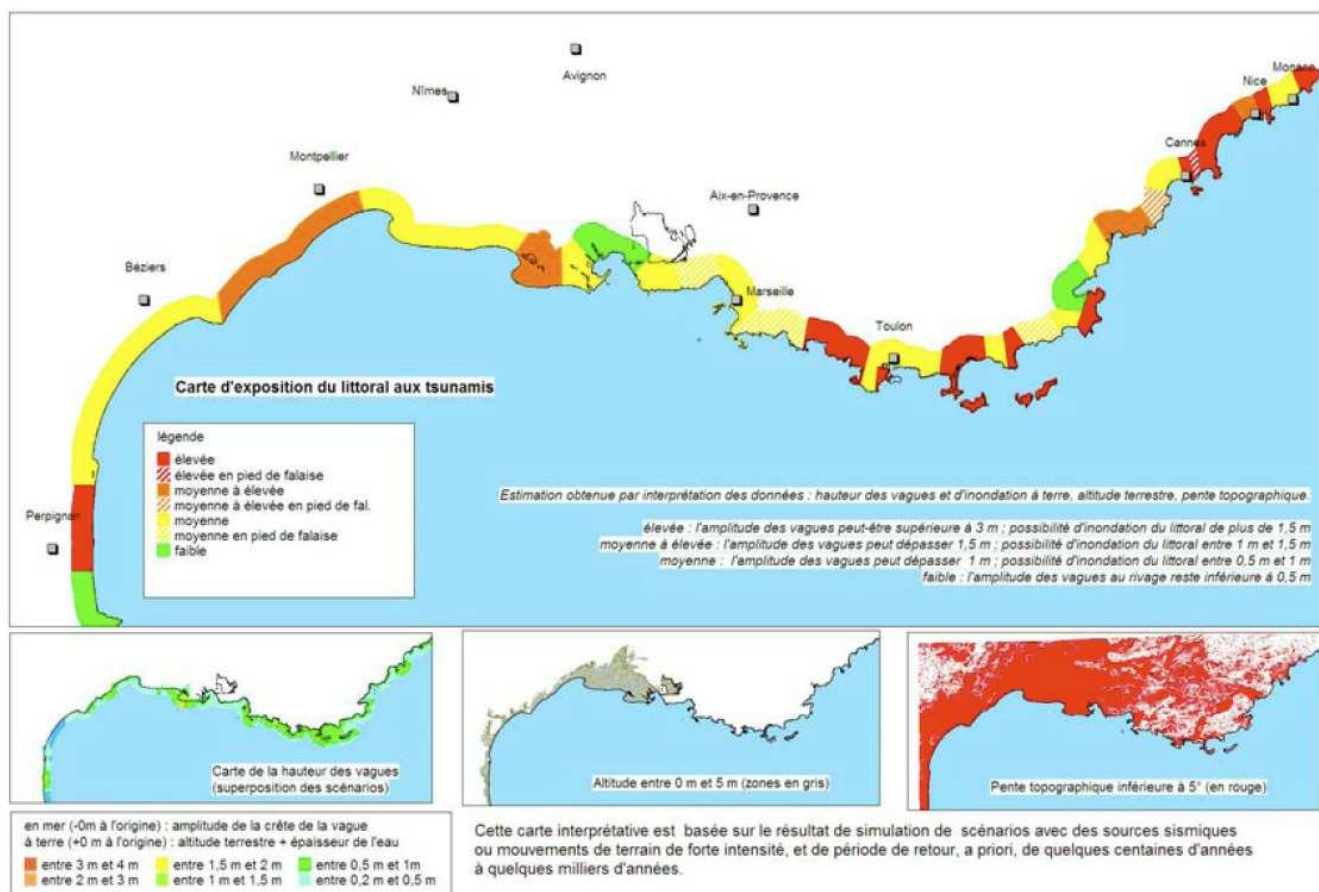 Monaco
Nice
Avignon
Nîmes
Cannes
Montpellier
Aix-en-Provence
Béziers
Marseille
Toulon
Carte d'exposition du littoral aux tsunamis
légende
élevée
élevée en pied de falaise
moyenne à élevée
moyenne à élevée en pied de fal.
moyenne
moyenne en pied de falaise
faible
Perpignan
Estimation obtenue par interprétation des données : hauteur des vagues et d'inondation à terre, altitude terrestre, pente topographique.
élevée : l'amplitude des vagues peut-être supérieure à 3 m ; possibilité d'inondation du littoral de plus de 1,5 m
moyenne à élevée : l'amplitude des vagues peut dépasser 1,5 m ; possibilité d'inondation du littoral entre 1 m et 1,5 m
moyenne : l'amplitude des vagues peut dépasser 1 m ; possibilité d'inondation du littoral entre 0,5 m et 1 m
faible : l'amplitude des vagues au rivage reste inférieure à 0,5 m
Carte de la hauteur des vagues
(superposition des scénarios)
Altitude entre 0 m et 5 m (zones en gris)
Pente topographique inférieure à 5° (en rouge)
en mer (-0m à l'origine) : amplitude de la crête de la vague
à terre (+0 m à l'origine) : altitude terrestre + épaisseur de l'eau
entre 3 m et 4 m entre 1,5 m et 2 m entre 0,5 m et 1m
entre 2 m et 3 m entre 1 m et 1,5 m entre 0,2 m et 0,5 m
Cette carte interprétative est basée sur le résultat de simulation de scénarios avec des sources sismiques
ou mouvements de terrain de forte intensité, et de période de retour, a priori, de quelques centaines d'années
à quelques milliers d'années.